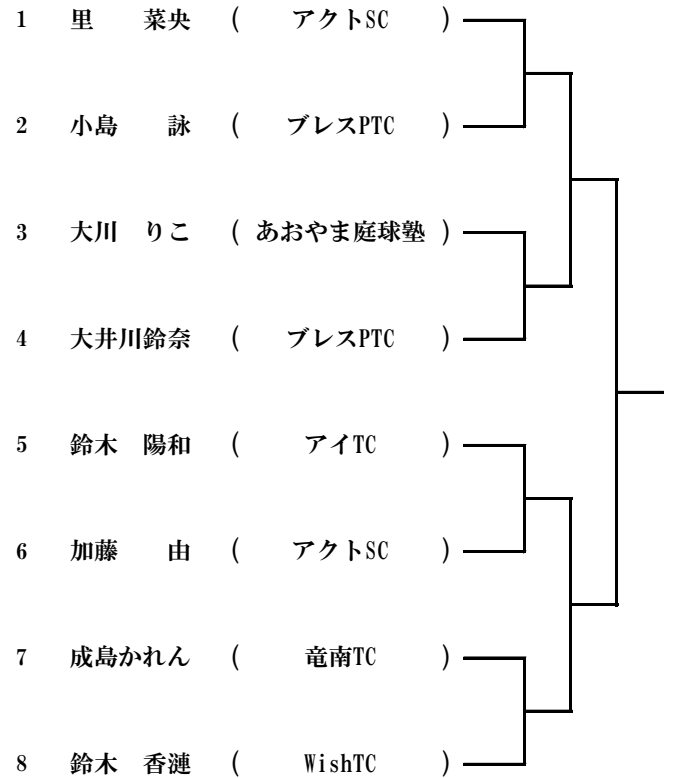 1 里 菜央 ( アクトSC )
2 小島 詠 ( ブレスPTC )
3 大川 りこ ( あおやま庭球塾 )
4 大井川鈴奈 ( ブレスPTC )
5 鈴木 陽和 ( アイTC )
6 加藤 由 ( アクトSC )
7 成島かれん ( 竜南TC )
8 鈴木 香漣 ( WishTC )